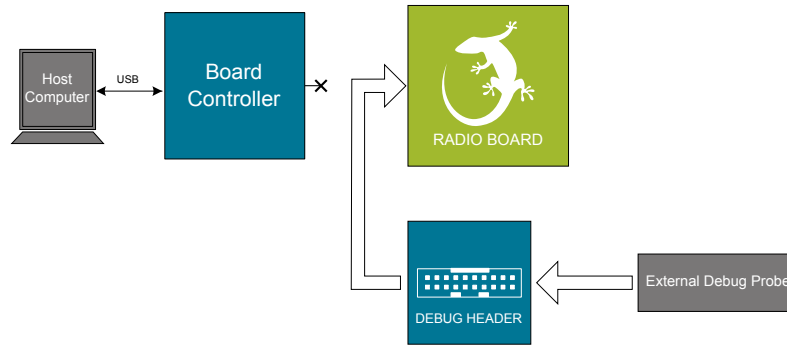 Host
Computer
USB
Board
Controller
RADIO BOARD
DEBUG HEADER
External Debug Probe